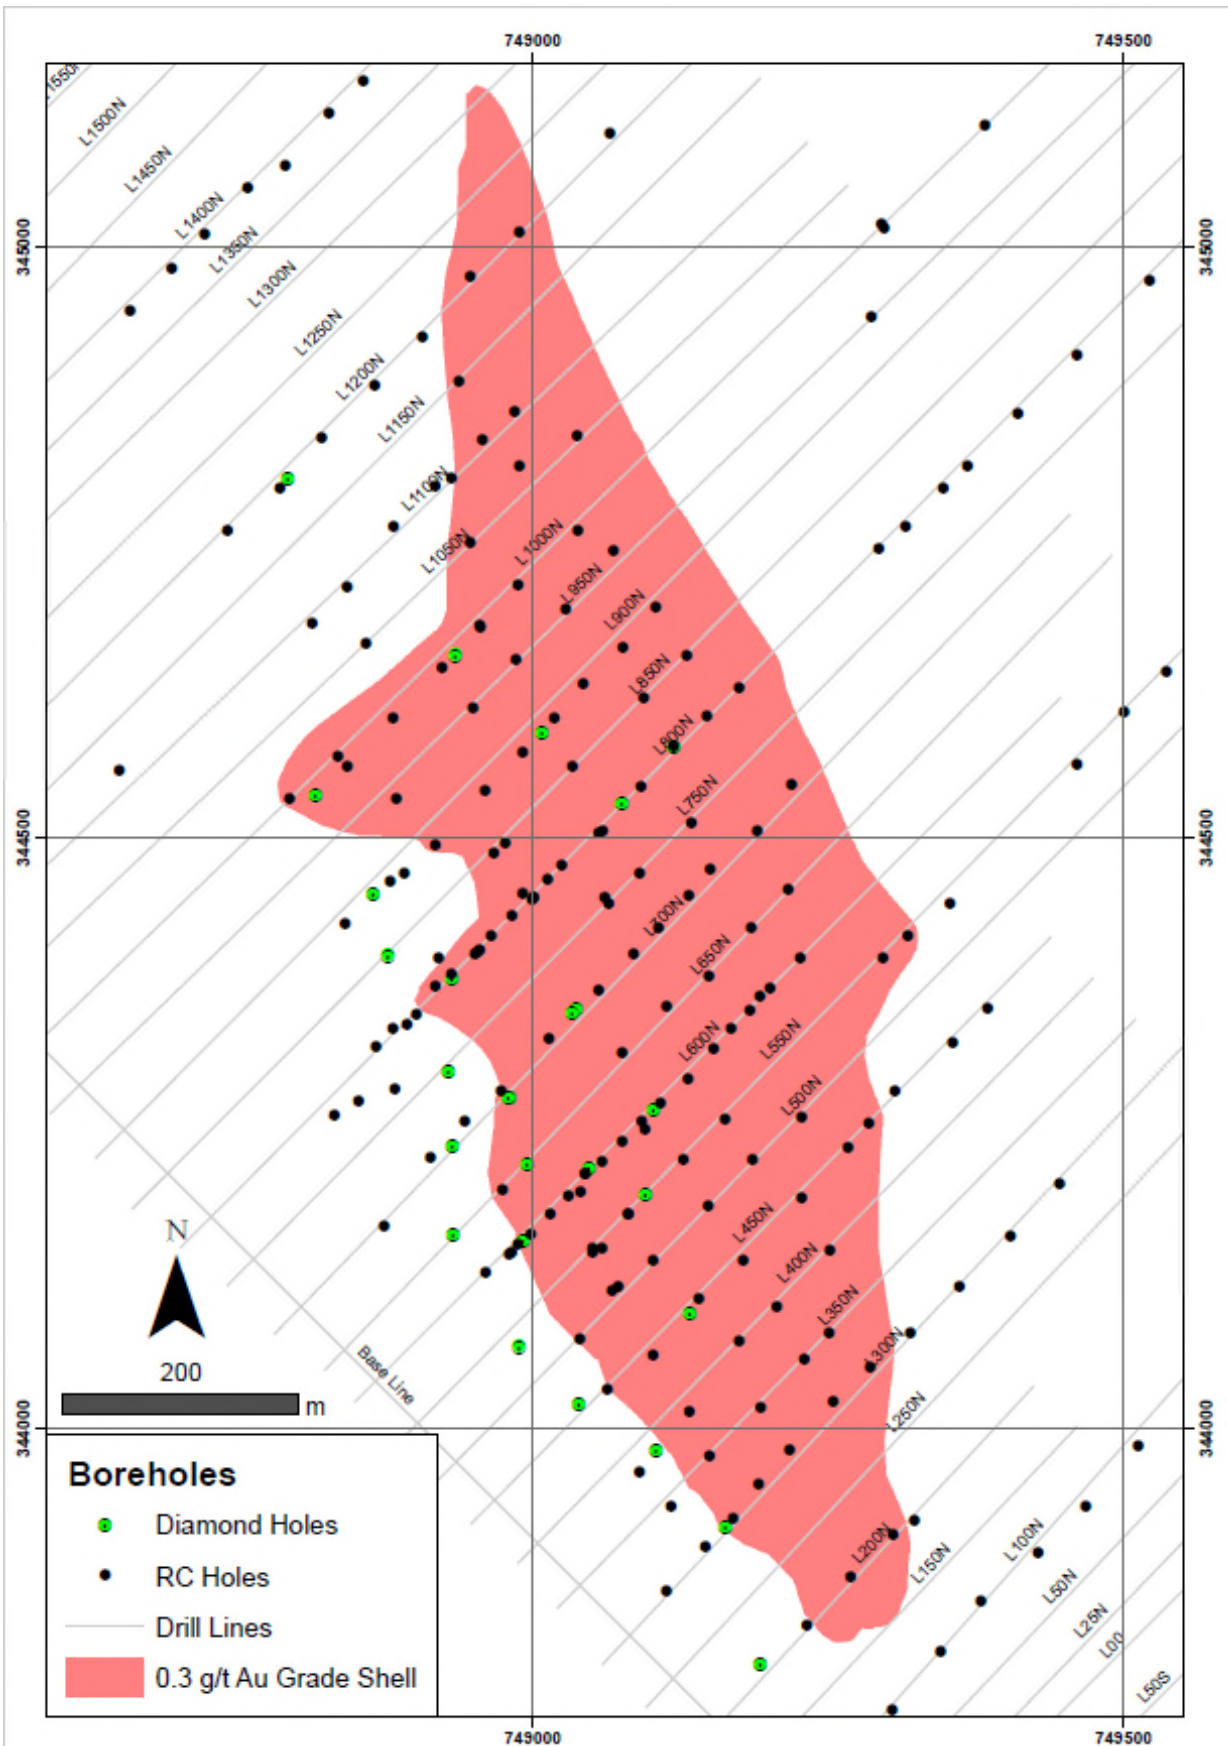 749000
749500
L1550N
L1500N
L1450N
L1400N
L1350N
L1300N
L1250N
L1200N
L1150N
L1100N
L1050N
L1000N
L950N
L900N
L850N
L800N
L750N
L700N
L650N
L600N
L550N
L500N
L450N
L400N
L350N
L300N
L250N
L200N
L150N
L100N
L50N
L25N
L00
L50S
345000
345000
344500
344500
344000
344000
Base Line
N
200
m
Boreholes
Diamond Holes
RC Holes
Drill Lines
0.3 g/t Au Grade Shell
749000
749500